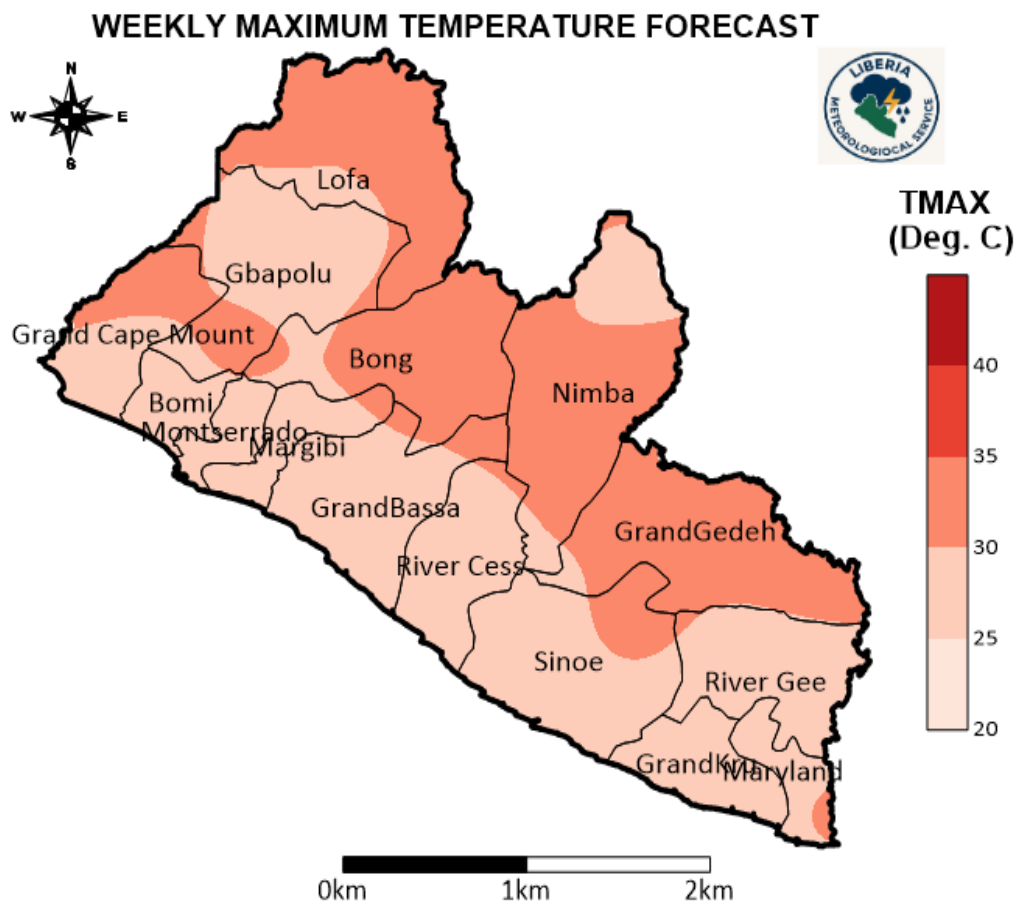 WEEKLY MAXIMUM TEMPERATURE FORECAST
N
W
E
S
LIBERIA
METEOROLOGIOCAL SERVICE
TMAX
(Deg. C)
40
35
30
25
20
Lofa
Gbapolu
Grand Cape Mount
Bong
Nimba
Bomi
Montserrado
Margibi
GrandBassa
GrandGedeh
River Cess
Sinoe
River Gee
GrandKru
Maryland
0km
1km
2km